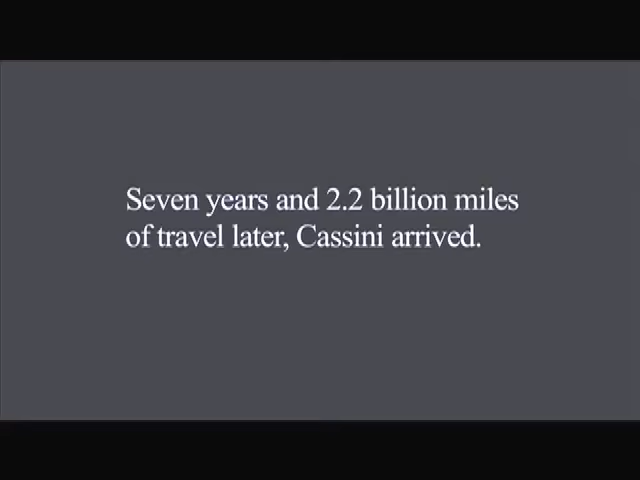 Seven years and 2.2 billion miles
of travel later, Cassini arrived.